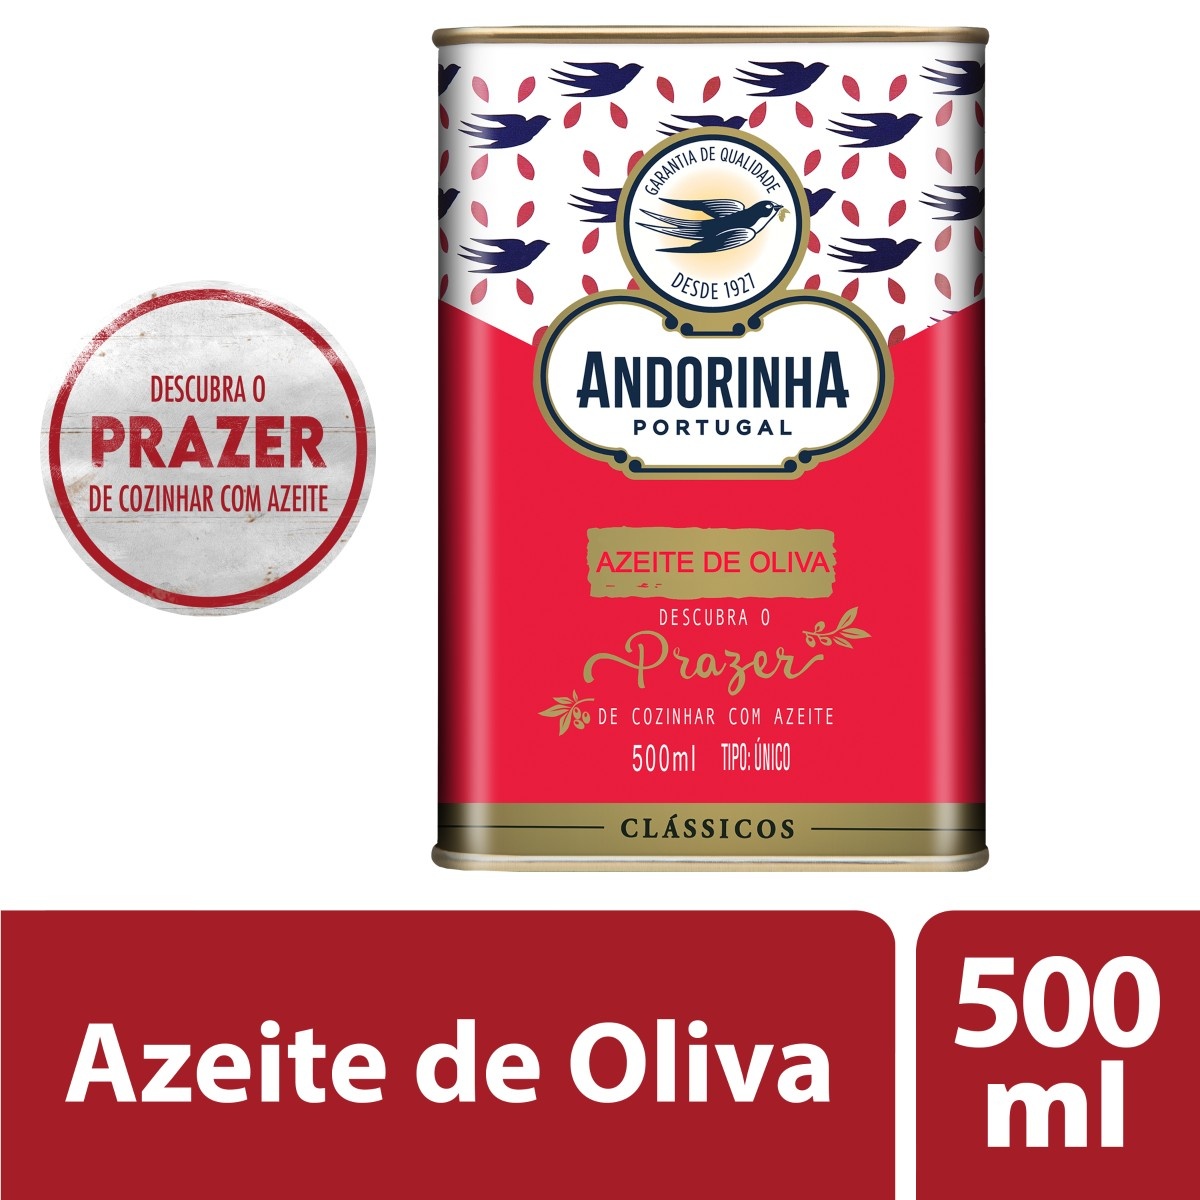 GARANTIA DE QUALIDADE
DESDE 1927
ANDORINHA
PORTUGAL
DESCUBRA O
PRAZER
DE COZINHAR COM AZEITE
AZEITE DE OLIVA
DESCUBRA O
Prazer
DE COZINHAR COM AZEITE
500ml TIPO: ÚNICO
CLÁSSICOS
Azeite de Oliva
500
ml